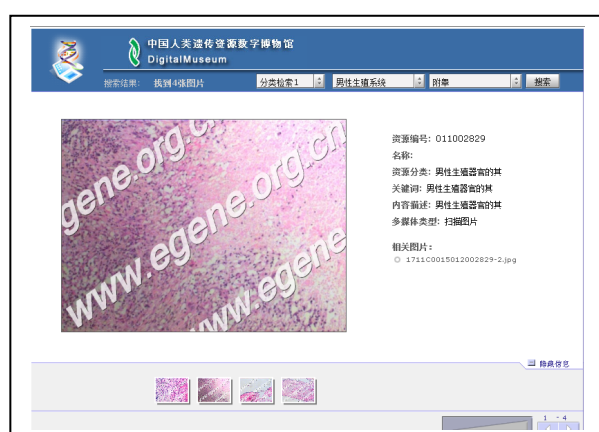 中国人类遗传资源数字博物馆
DigitalMuseum
搜索结果: 找到4张图片 分类检索1 男性生殖系统 附睾 搜索
资源编号: 011002829
名称:
资源分类: 男性生殖器官的其
关键词: 男性生殖器官的其
内容描述: 男性生殖器官的其
多媒体类型: 扫描图片
相关图片:
1711C0015012002829-2.jpg
egene.org.cn
www.egene.org.cn
www.egene
隐藏信息
1 - 4